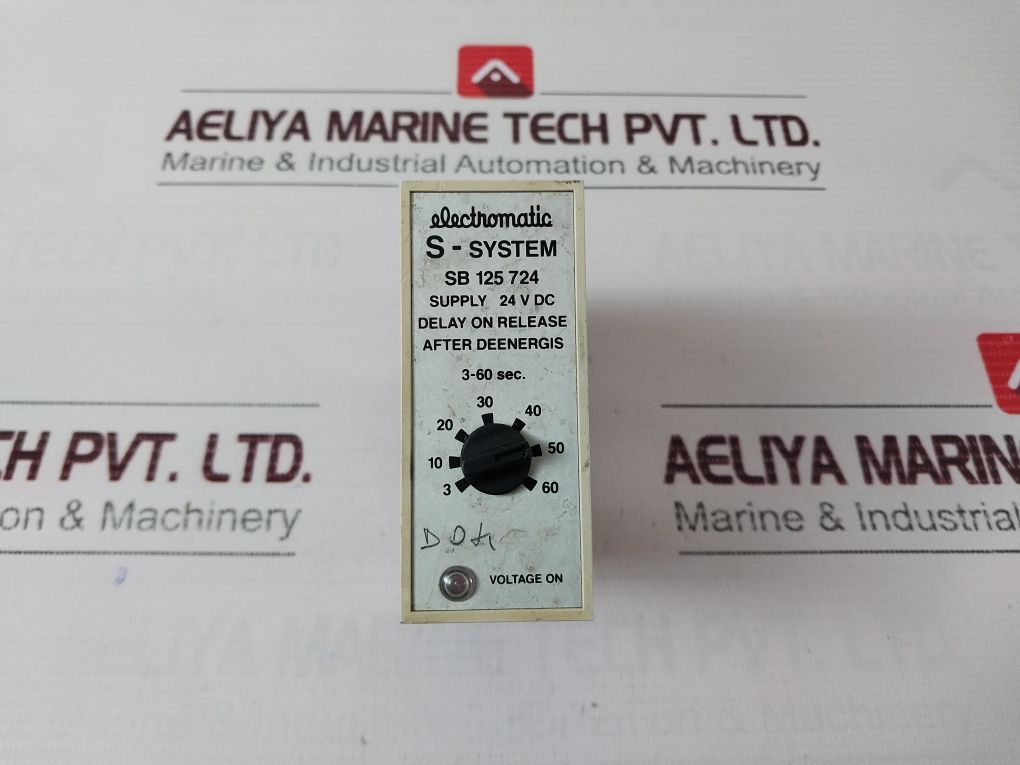 AELIYA MARINE TECH PVT. LTD.
Marine & Industrial Automation & Machinery
electromatic
S - SYSTEM
SB 125 724
SUPPLY 24 V DC
DELAY ON RELEASE
AFTER DEENERGIS
3-60 sec.
30
20 40
10 50
3 60
VOLTAGE ON
H PVT. LTD.
on & Machinery
AELIYA MARIN
Marine & Industrial